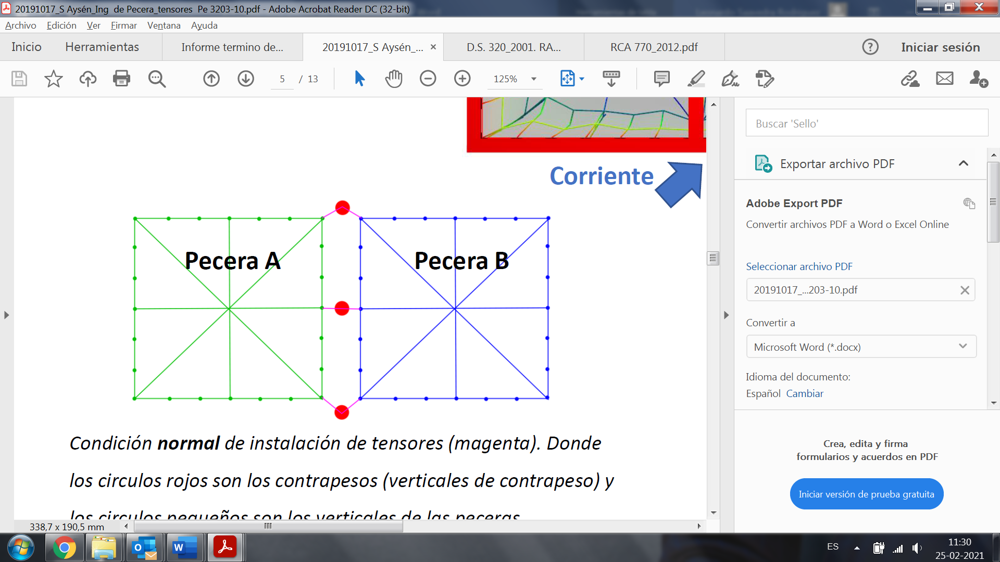 20191017_S Aysén_Ing  de Pecera_tensores  Pe 3203-10.pdf - Adobe Acrobat Reader DC (32-bit)
Archivo Edición Ver Firmar Ventana Ayuda
Inicio Herramientas Informe termino de... 20191017_S Aysén_... × D.S. 320_2001. RA... RCA 770_2012.pdf ? Iniciar sesión
5 / 13 125%
Buscar 'Sello'
Exportar archivo PDF
Adobe Export PDF
Convertir archivos PDF a Word o Excel Online
Seleccionar archivo PDF
20191017_...203-10.pdf
Convertir a
Microsoft Word (*.docx)
Idioma del documento:
Español Cambiar
Crea, edita y firma
formularios y acuerdos en PDF
Iniciar versión de prueba gratuita
Corriente
Pecera A Pecera B
Condición normal de instalación de tensores (magenta). Donde
los circulos rojos son los contrapesos (verticales de contrapeso) y
los circulos pequeños son los verticales de las peceras
338,7 x 190,5 mm
ES 11:30
25-02-2021